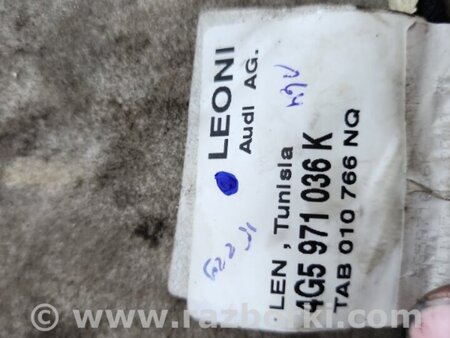 LEONI
Audi AG.
LEN , Tunisia
4G5 971 036 K
TAB 010 766 NQ
www.razborki.com